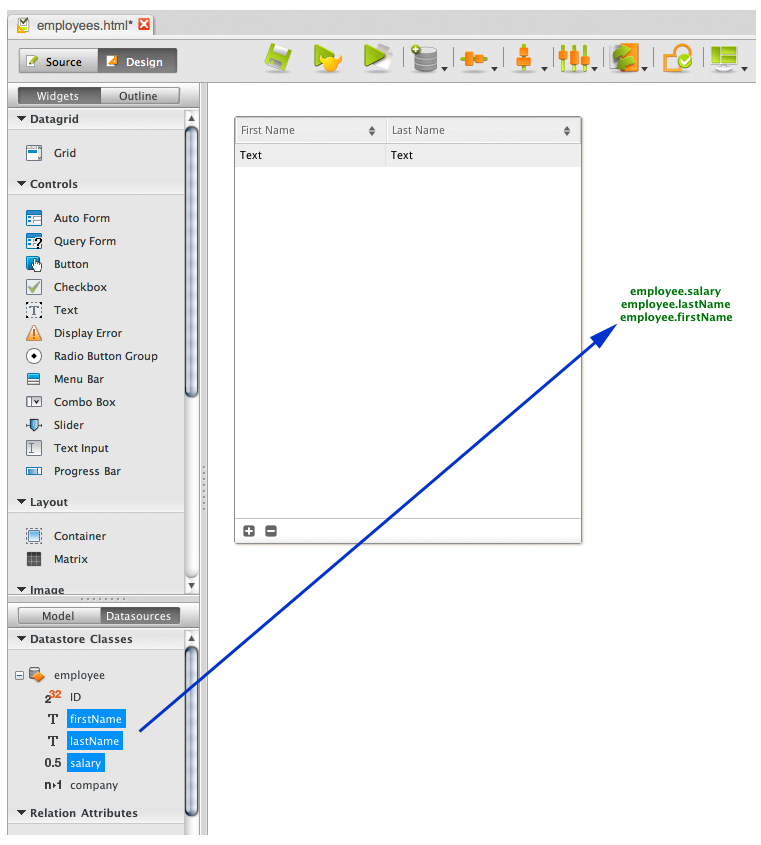 employees.html*
Source Design
Widgets Outline
Datagrid
Grid
Controls
Auto Form
Query Form
Button
Checkbox
Text
Display Error
Radio Button Group
Menu Bar
Combo Box
Slider
Text Input
Progress Bar
Layout
Container
Matrix
Image
Model Datasources
Datastore Classes
employee
2³² ID
T firstName
T lastName
0.5 salary
n▸1 company
Relation Attributes
First Name Last Name
Text Text
employee.salary
employee.lastName
employee.firstName